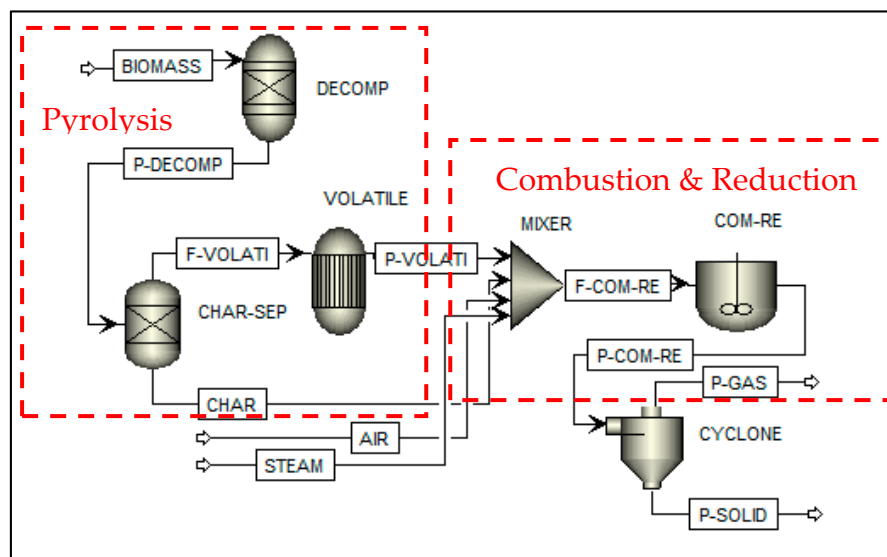 BIOMASS
DECOMP
Pyrolysis
P-DECOMP
Combustion & Reduction
VOLATILE
MIXER
COM-RE
F-VOLATI
P-VOLATI
F-COM-RE
CHAR-SEP
P-COM-RE
P-GAS
CHAR
AIR
CYCLONE
STEAM
P-SOLID